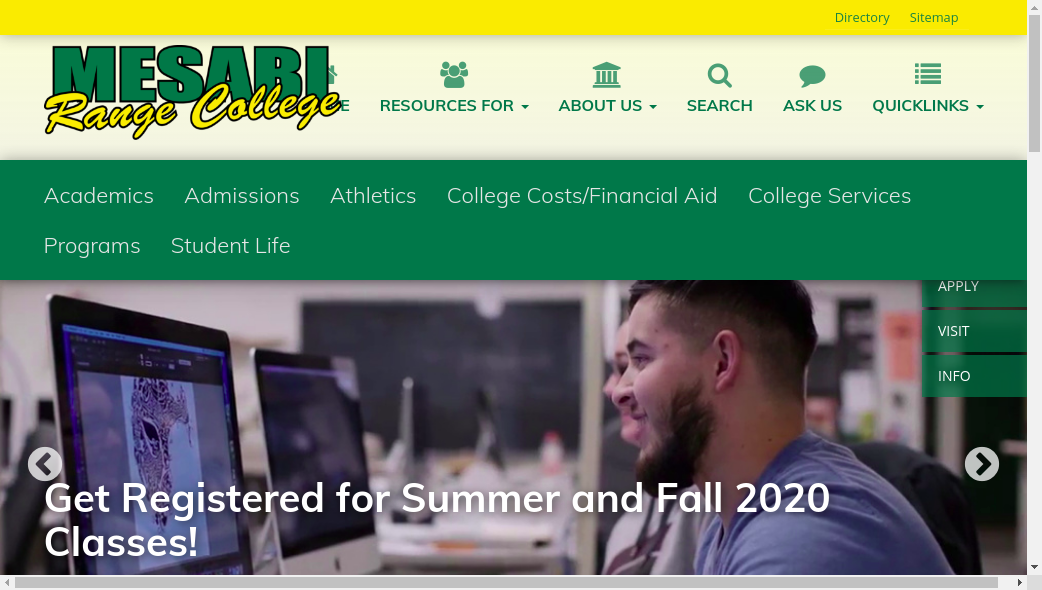 Directory Sitemap
MESABI
Range College
E RESOURCES FOR ABOUT US SEARCH ASK US QUICKLINKS
Academics Admissions Athletics College Costs/Financial Aid College Services
Programs Student Life
APPLY
VISIT
INFO
Get Registered for Summer and Fall 2020
Classes!